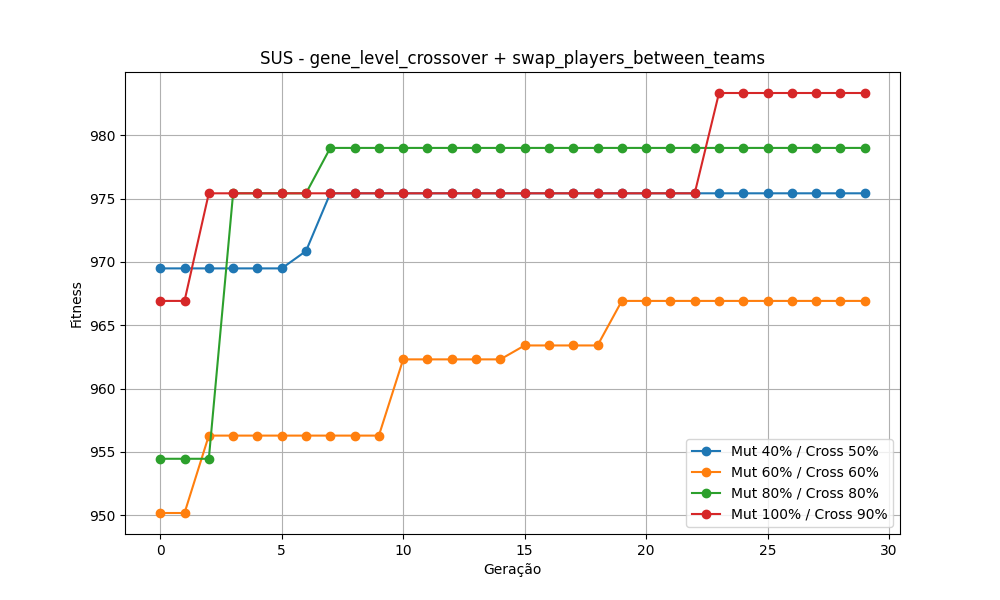 SUS - gene_level_crossover + swap_players_between_teams
Fitness
980
975
970
965
960
955
950
Mut 40% / Cross 50%
Mut 60% / Cross 60%
Mut 80% / Cross 80%
Mut 100% / Cross 90%
0 5 10 15 20 25 30
Geração